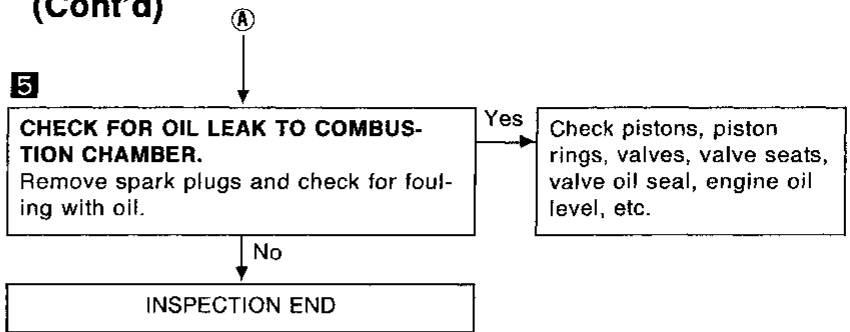 (Cont'd)
Ⓐ
5
CHECK FOR OIL LEAK TO COMBUS-
TION CHAMBER.
Remove spark plugs and check for foul-
ing with oil.
Yes
Check pistons, piston
rings, valves, valve seats,
valve oil seal, engine oil
level, etc.
No
INSPECTION END